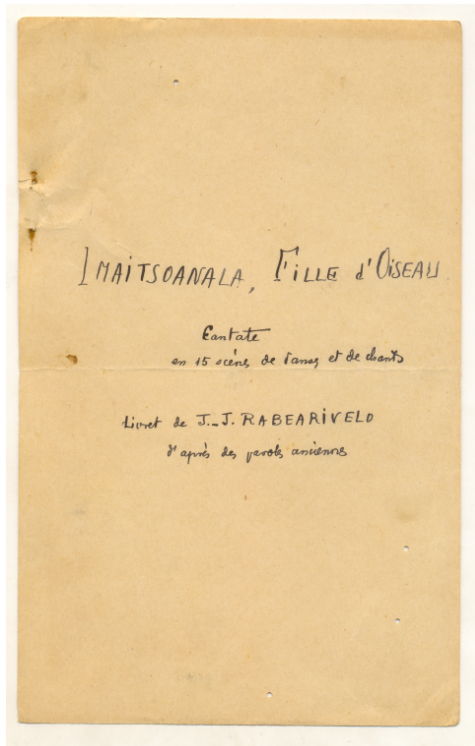 IMAITSOANALA, FILLE d'OISEAU.
Cantate
en 15 scènes de danses et de chants
Livret de J.-J. RABEARIVELO
d'après des paroles anciennes